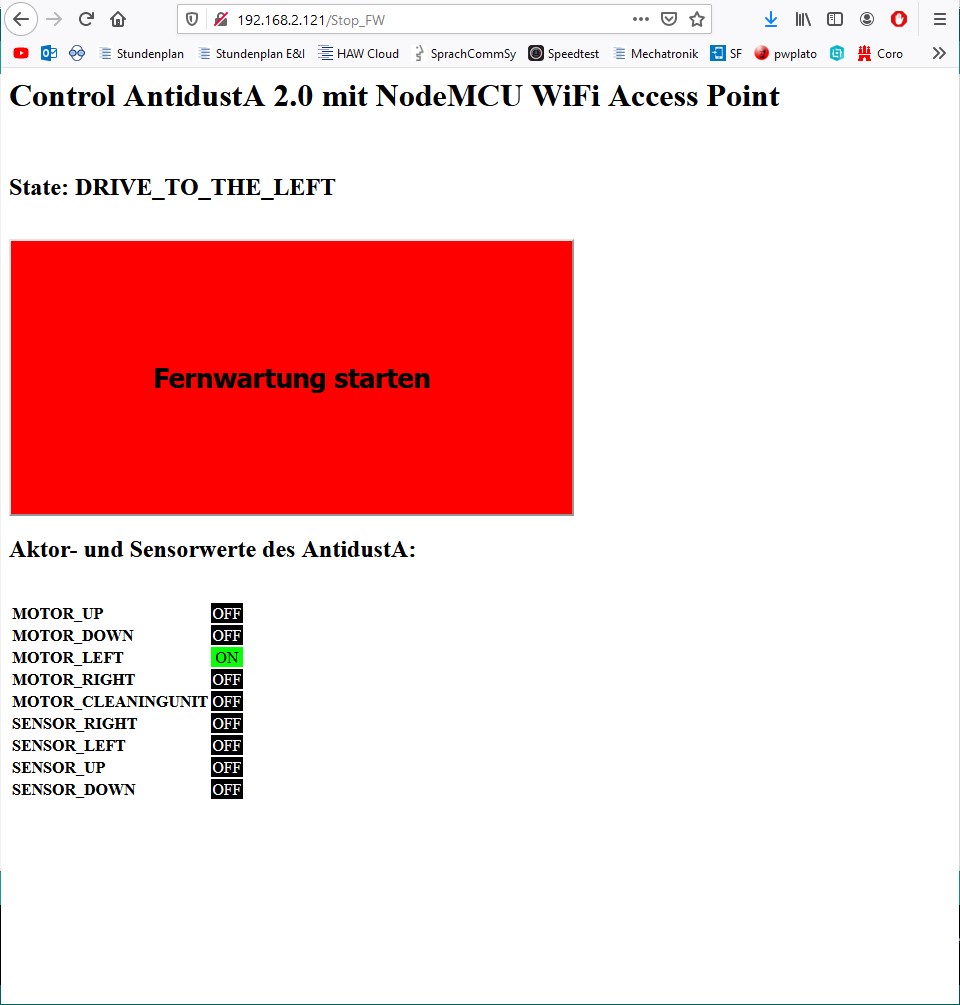 192.168.2.121/Stop_FW
Stundenplan Stundenplan E&I HAW Cloud SprachCommSy Speedtest Mechatronik SF pwplato Coro
Control AntidustA 2.0 mit NodeMCU WiFi Access Point
State: DRIVE_TO_THE_LEFT
Fernwartung starten
Aktor- und Sensorwerte des AntidustA:
MOTOR_UP OFF
MOTOR_DOWN OFF
MOTOR_LEFT ON
MOTOR_RIGHT OFF
MOTOR_CLEANINGUNIT OFF
SENSOR_RIGHT OFF
SENSOR_LEFT OFF
SENSOR_UP OFF
SENSOR_DOWN OFF